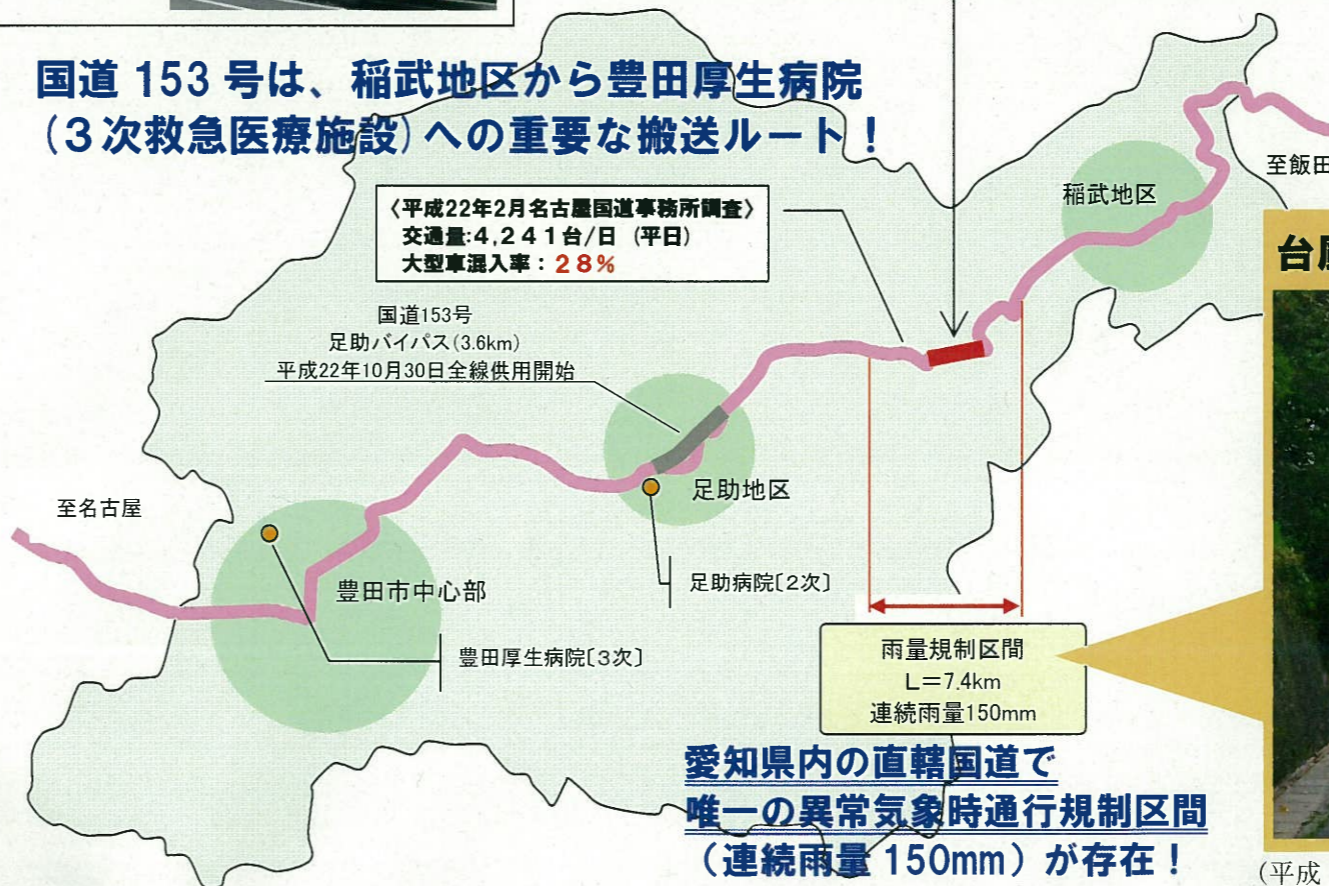 国道 153 号は、稲武地区から豊田厚生病院
(3次救急医療施設)への重要な搬送ルート!
〈平成22年2月名古屋国道事務所調査〉
交通量:4,241台/日 (平日)
大型車混入率:28%
稲武地区
至飯田
国道153号
足助バイパス(3.6km)
平成22年10月30日全線供用開始
足助地区
至名古屋
足助病院〔2次〕
豊田市中心部
豊田厚生病院〔3次〕
雨量規制区間
L=7.4km
連続雨量150mm
愛知県内の直轄国道で
唯一の異常気象時通行規制区間
(連続雨量 150mm)が存在!
(平成